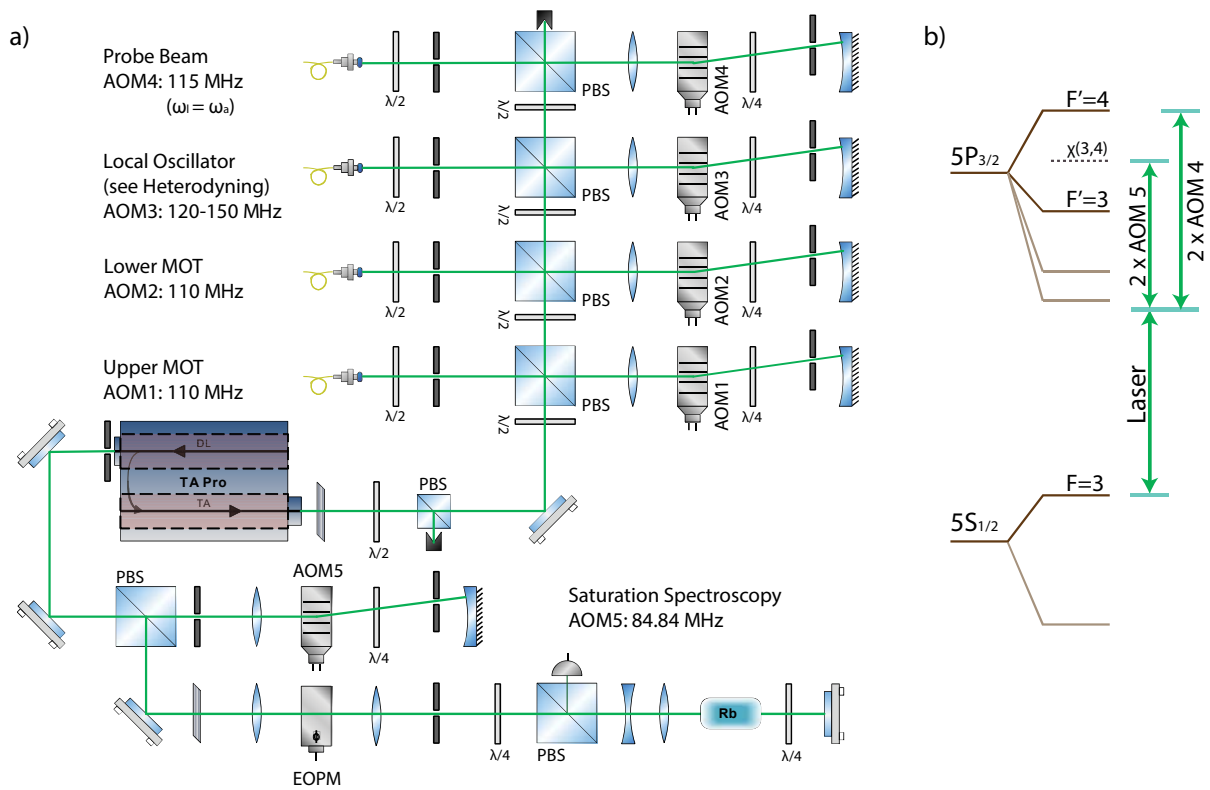 a)
Probe Beam
AOM4: 115 MHz
(ωl = ωa)
λ/2
PBS
AOM4
λ/4
λ/2
Local Oscillator
(see Heterodyning)
AOM3: 120-150 MHz
λ/2
PBS
AOM3
λ/4
λ/2
Lower MOT
AOM2: 110 MHz
λ/2
PBS
AOM2
λ/4
λ/2
Upper MOT
AOM1: 110 MHz
λ/2
PBS
AOM1
λ/4
λ/2
DL
TA Pro
TA
λ/2
PBS
PBS
AOM5
λ/4
Saturation Spectroscopy
AOM5: 84.84 MHz
Φ
EOPM
λ/4
PBS
Rb
λ/4
b)
F'=4
5P3/2
χ(3,4)
F'=3
2 x AOM 5
2 x AOM 4
Laser
F=3
5S1/2